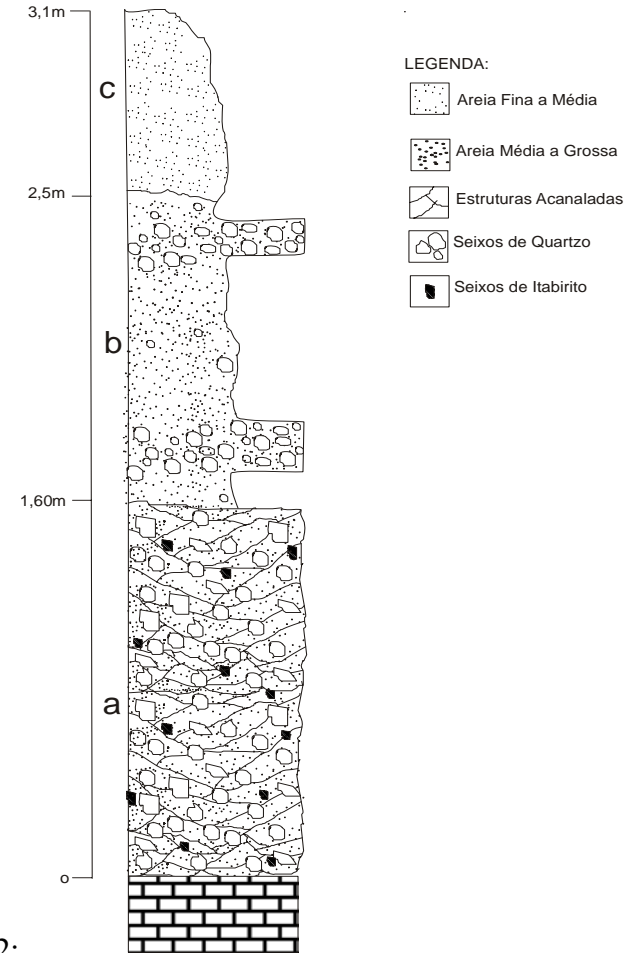 3,1m
c
2,5m
b
1,60m
a
o
LEGENDA:
Areia Fina a Média
Areia Média a Grossa
Estruturas Acanaladas
Seixos de Quartzo
Seixos de Itabirito
2: